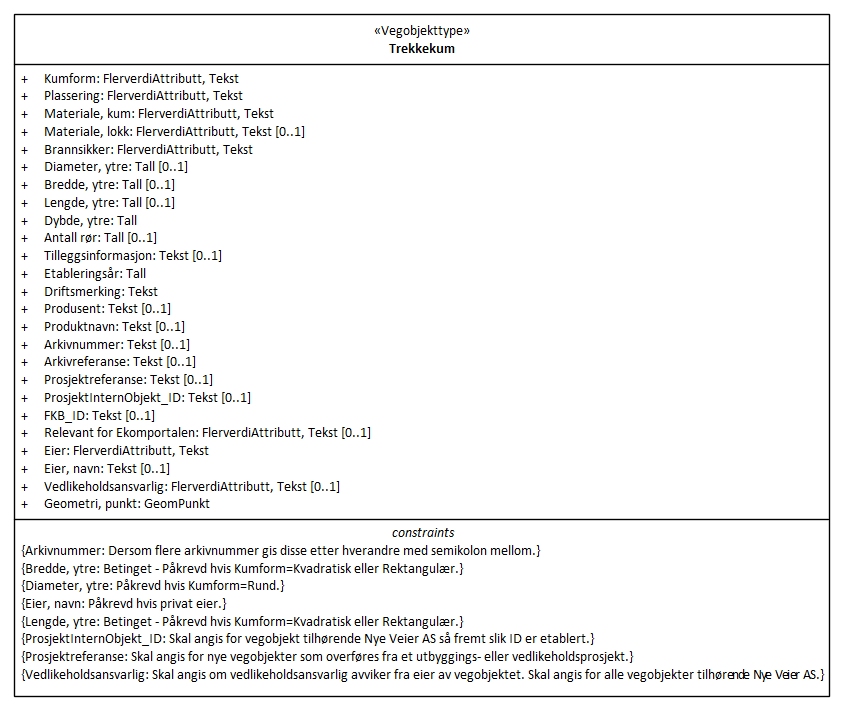 «Vegobjekttype»
Trekkekum
+ Kumform: FlerverdiAttributt, Tekst
+ Plassering: FlerverdiAttributt, Tekst
+ Materiale, kum: FlerverdiAttributt, Tekst
+ Materiale, lokk: FlerverdiAttributt, Tekst [0..1]
+ Brannsikker: FlerverdiAttributt, Tekst
+ Diameter, ytre: Tall [0..1]
+ Bredde, ytre: Tall [0..1]
+ Lengde, ytre: Tall [0..1]
+ Dybde, ytre: Tall
+ Antall rør: Tall [0..1]
+ Tilleggsinformasjon: Tekst [0..1]
+ Etableringsår: Tall
+ Driftsmerking: Tekst
+ Produsent: Tekst [0..1]
+ Produktnavn: Tekst [0..1]
+ Arkivnummer: Tekst [0..1]
+ Arkivreferanse: Tekst [0..1]
+ Prosjektreferanse: Tekst [0..1]
+ ProsjektInternObjekt_ID: Tekst [0..1]
+ FKB_ID: Tekst [0..1]
+ Relevant for Ekomportalen: FlerverdiAttributt, Tekst [0..1]
+ Eier: FlerverdiAttributt, Tekst
+ Eier, navn: Tekst [0..1]
+ Vedlikeholdsansvarlig: FlerverdiAttributt, Tekst [0..1]
+ Geometri, punkt: GeomPunkt
constraints
{Arkivnummer: Dersom flere arkivnummer gis disse etter hverandre med semikolon mellom.}
{Bredde, ytre: Betinget - Påkrevd hvis Kumform=Kvadratisk eller Rektangulær.}
{Diameter, ytre: Påkrevd hvis Kumform=Rund.}
{Eier, navn: Påkrevd hvis privat eier.}
{Lengde, ytre: Betinget - Påkrevd hvis Kumform=Kvadratisk eller Rektangulær.}
{ProsjektInternObjekt_ID: Skal angis for vegobjekt tilhørende Nye Veier AS så fremt slik ID er etablert.}
{Prosjektreferanse: Skal angis for nye vegobjekter som overføres fra et utbyggings- eller vedlikeholdsprosjekt.}
{Vedlikeholdsansvarlig: Skal angis om vedlikeholdsansvarlig avviker fra eier av vegobjektet. Skal angis for alle vegobjekter tilhørende Nye Veier AS.}